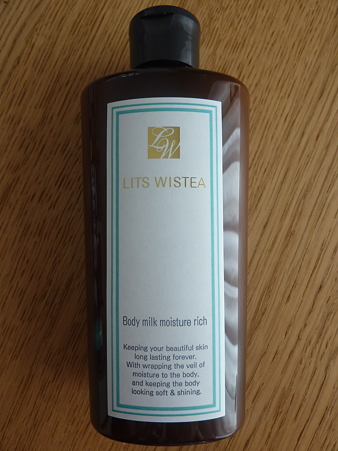 LW
LITS WISTEA
Body milk moisture rich
Keeping your beautiful skin
long lasting forever.
With wrapping the veil of
moisture to the body,
and keeping the body
looking soft & shining.